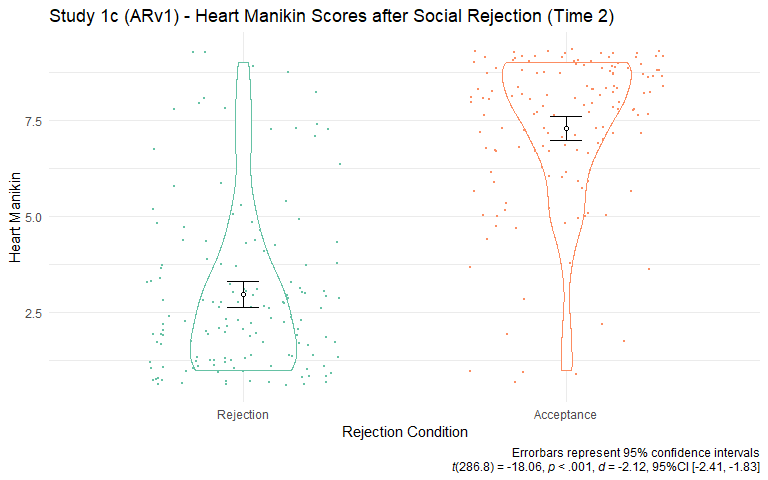 Study 1c (ARv1) - Heart Manikin Scores after Social Rejection (Time 2)
Heart Manikin
7.5
5.0
2.5
Rejection
Acceptance
Rejection Condition
Errorbars represent 95% confidence intervals
t(286.8) = -18.06, p < .001, d = -2.12, 95%CI [-2.41, -1.83]